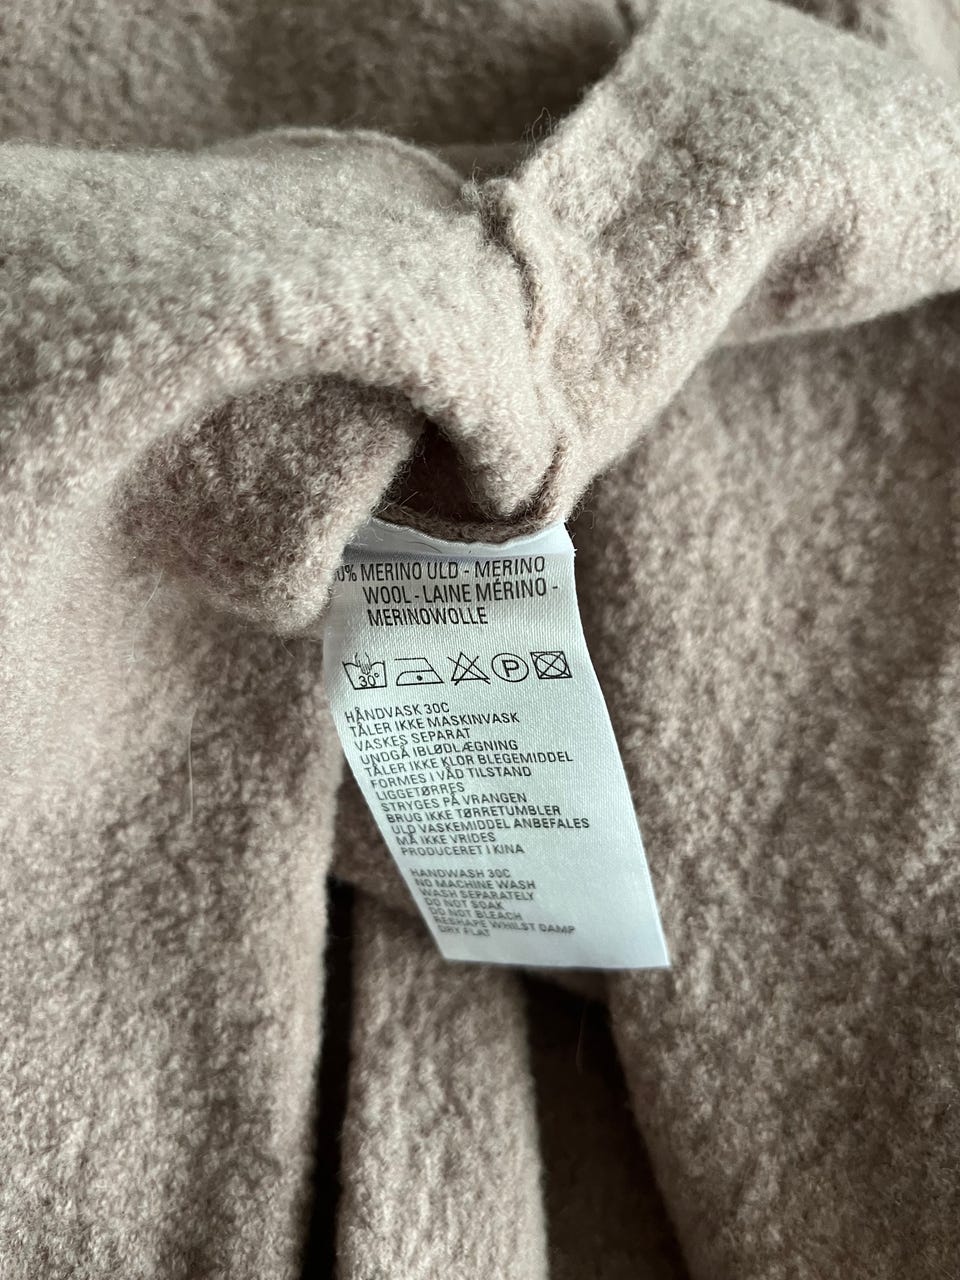 0% MERINO ULD - MERINO
WOOL - LAINE MÉRINO -
MERINOWOLLE
30° P
HÅNDVASK 30C
TÅLER IKKE MASKINVASK
VASKES SEPARAT
UNDGÅ IBLØDLÆGNING
TÅLER IKKE KLOR BLEGEMIDDEL
FORMES I VÅD TILSTAND
LIGGETØRRES
STRYGES PÅ VRANGEN
BRUG IKKE TØRRETUMBLER
ULD VASKEMIDDEL ANBEFALES
MÅ IKKE VRIDES
PRODUCERET I KINA
HANDWASH 30C
NO MACHINE WASH
WASH SEPARATELY
DO NOT SOAK
DO NOT BLEACH
RESHAPE WHILST DAMP
DRY FLAT